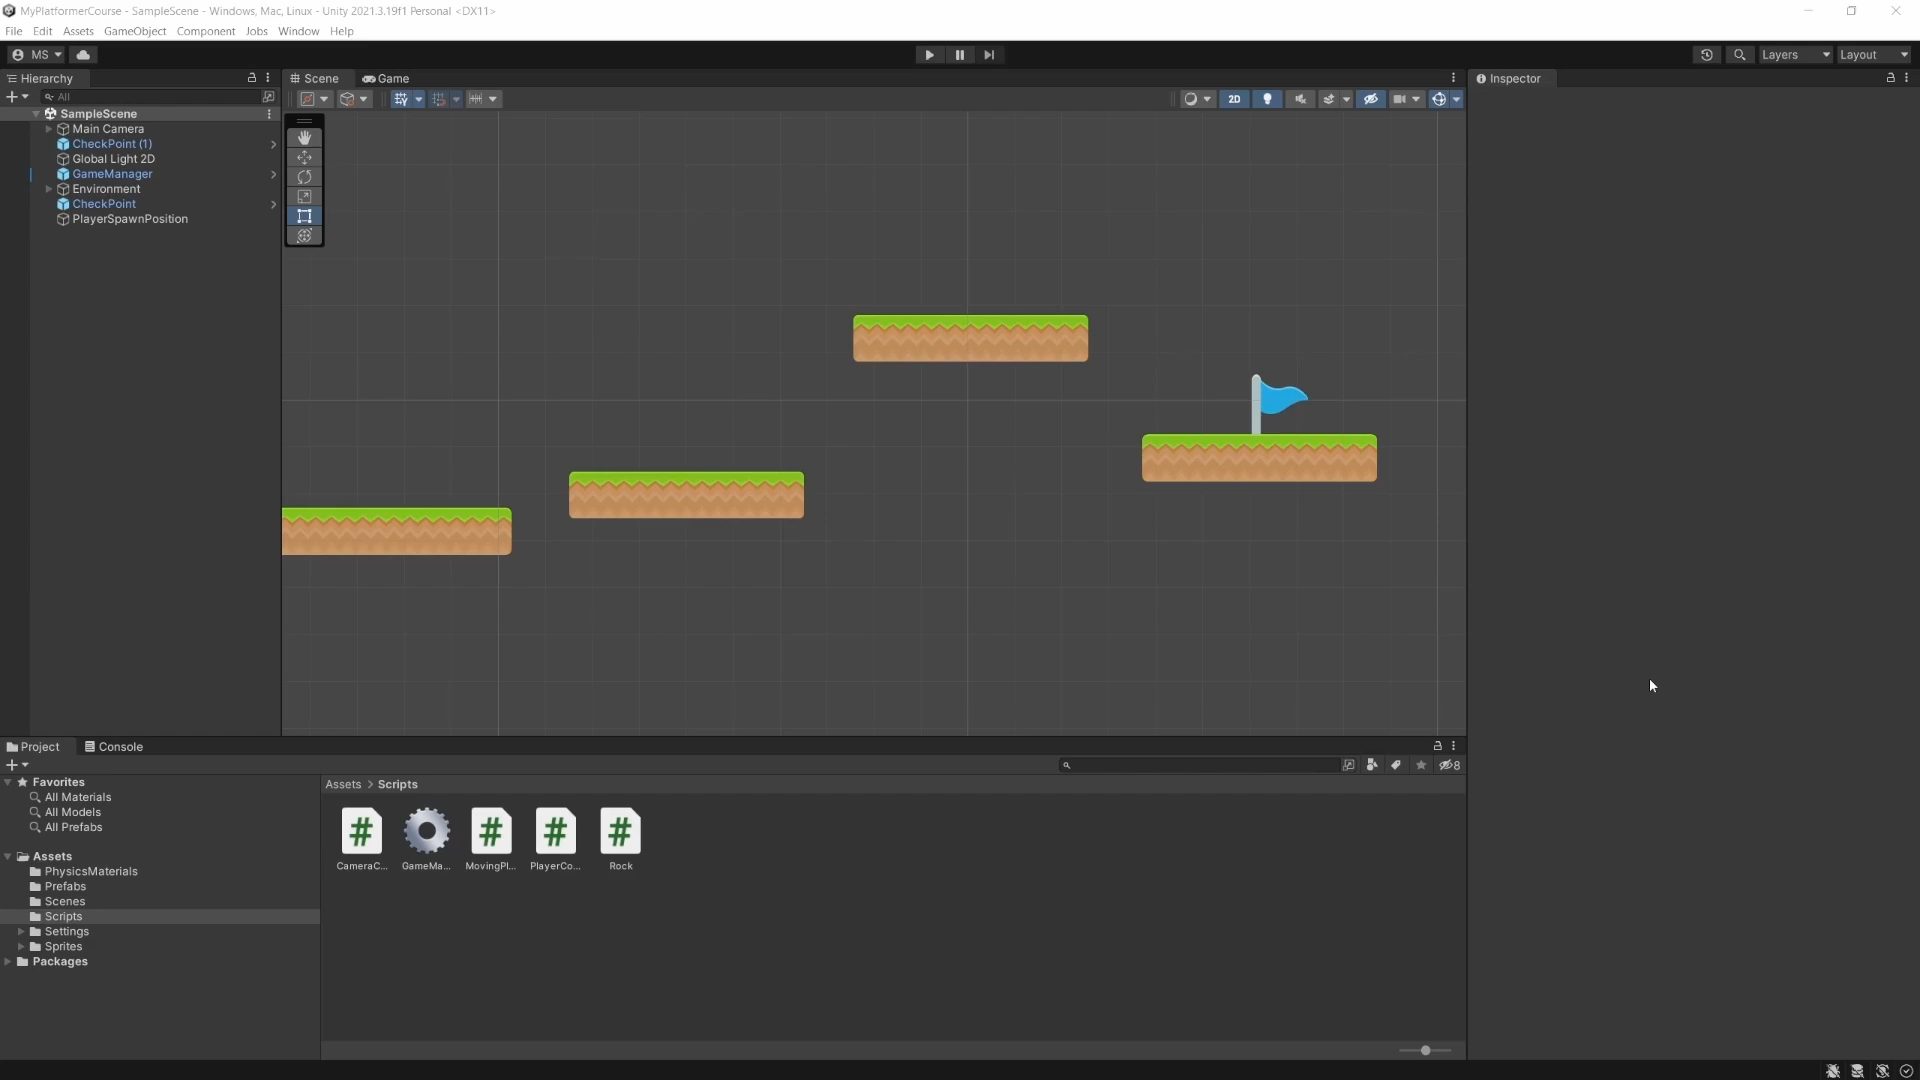 MyPlatformerCourse - SampleScene - Windows, Mac, Linux - Unity 2021.3.19f1 Personal <DX11>
File Edit Assets GameObject Component Jobs Window Help
MS Layers Layout
Hierarchy
Scene Game
Inspector
All
2D
SampleScene
Main Camera
CheckPoint (1)
Global Light 2D
GameManager
Environment
CheckPoint
PlayerSpawnPosition
Project Console
8
Favorites
All Materials
All Models
All Prefabs
Assets
PhysicsMaterials
Prefabs
Scenes
Scripts
Settings
Sprites
Packages
Assets > Scripts
# # # #
CameraC... GameMa... MovingPl... PlayerCo... Rock